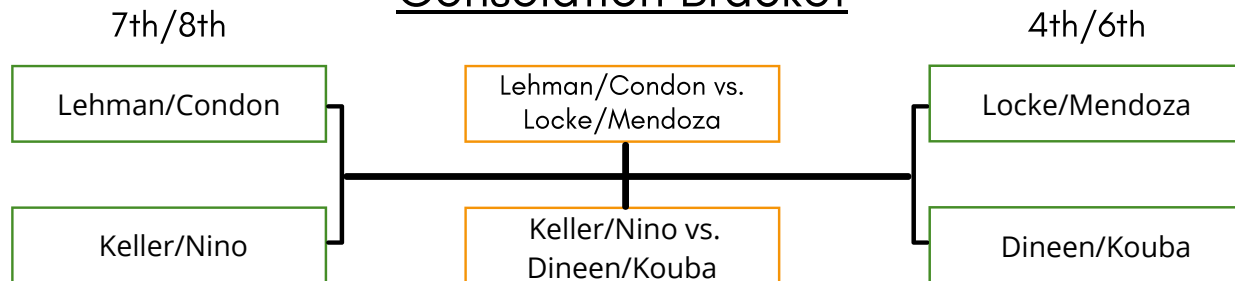 Consolation Bracket
7th/8th
4th/6th
Lehman/Condon
Lehman/Condon vs.
Locke/Mendoza
Locke/Mendoza
Keller/Nino
Keller/Nino vs.
Dineen/Kouba
Dineen/Kouba